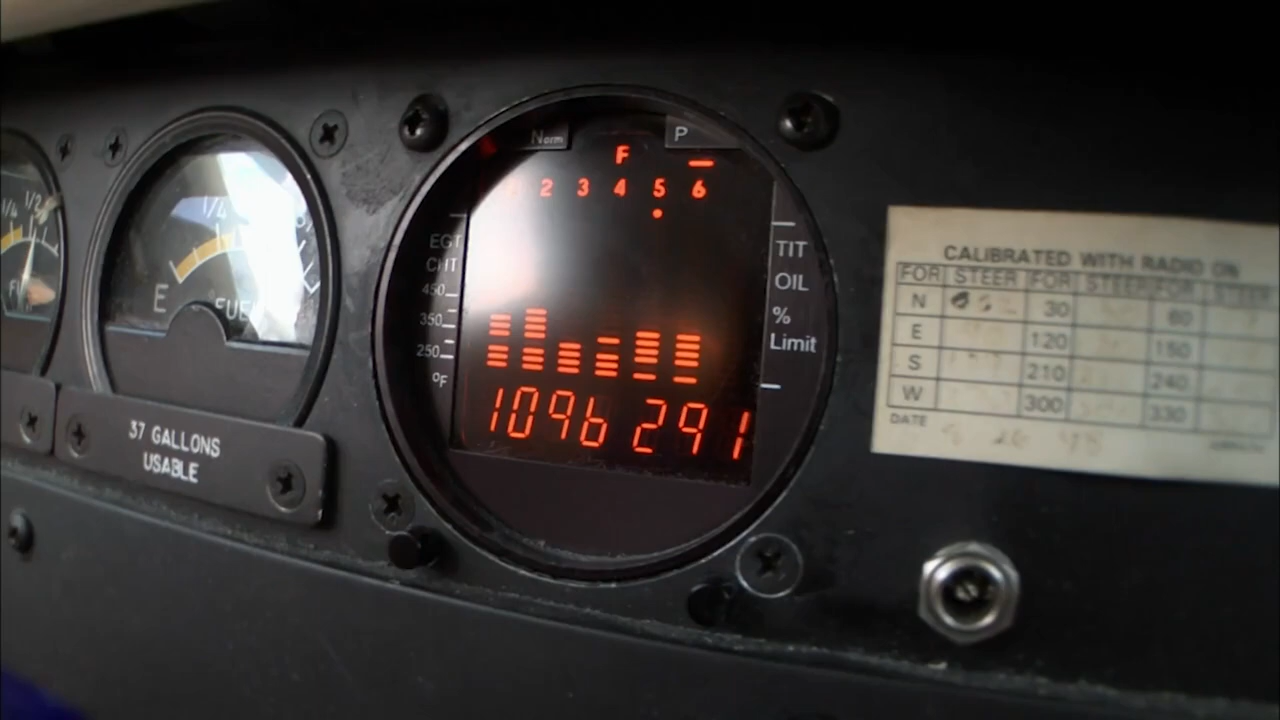 1/4
1/2
1/4
E
FUEL
37 GALLONS
USABLE
Norm
P
F
2 3 4 5 6
EGT
CHT
450
350
250
°F
TIT
OIL
%
Limit
1096 291
CALIBRATED WITH RADIO ON
FOR STEER FOR STEER FOR STEER
N 30 60
E 120 150
S 210 240
W 300 330
DATE